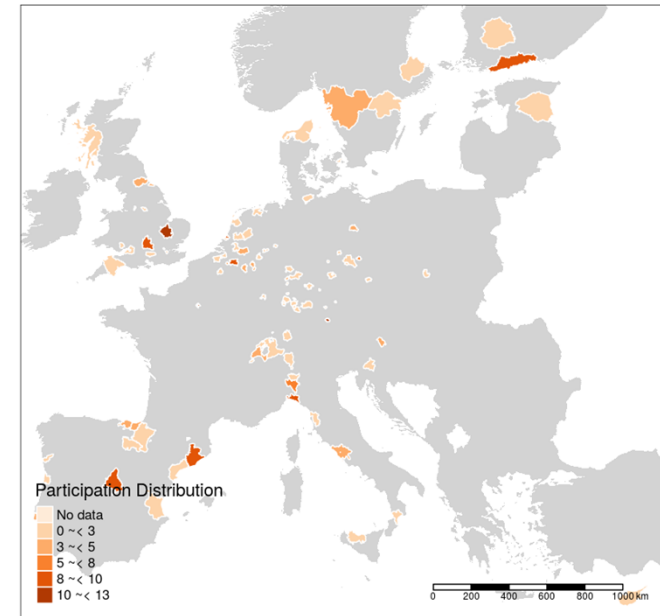 Participation Distribution
No data
0 ~< 3
3 ~< 5
5 ~< 8
8 ~< 10
10 ~< 13
0 200 400 600 800 1000 km